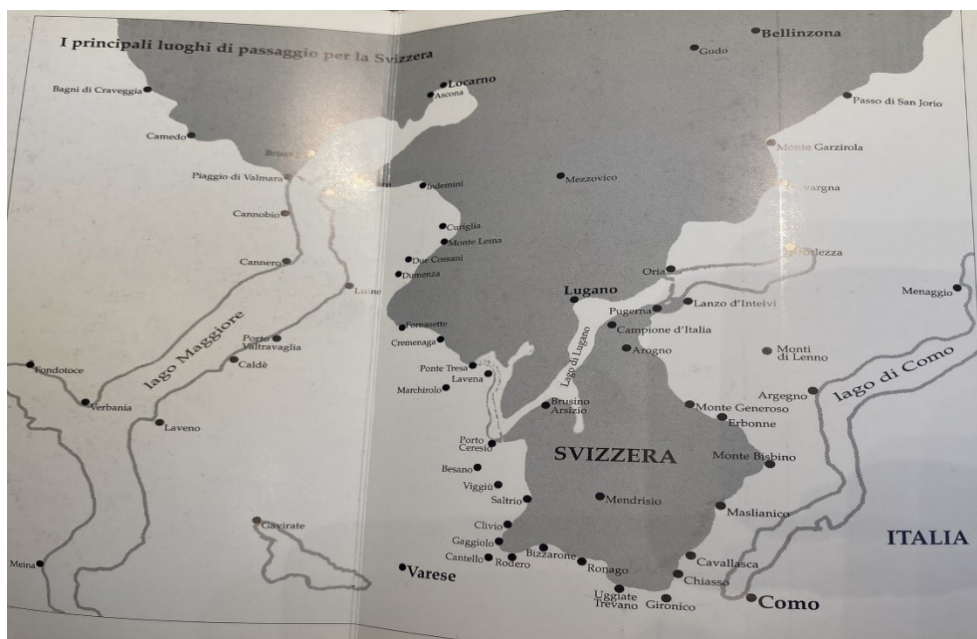 I principali luoghi di passaggio per la Svizzera
Bellinzona
Gudo
Locarno
Ascona
Bagni di Craveggia
Passo di San Jorio
Camedo
Monte Garzirola
Piaggio di Valmara
Indemini
Mezzovico
Cannobio
Curiglia
Monte Lema
Cannero
Due Cossani
Dumenza
Oria
Lugano
Lanzo d'Intelvi
Menaggio
Pugerna
Campione d'Italia
Fornasette
Cremenaga
Porto
Valtravaglia
Arogno
Monti
di Lenno
lago Maggiore
Lago di Lugano
lago di Como
Fondotoce
Caldè
Ponte Tresa
Lavena
Marchirolo
Argegno
Verbania
Laveno
Brusino
Arsizio
Monte Generoso
Erbonne
Porto
Ceresio
SVIZZERA
Monte Bisbino
Besano
Viggiù
Saltrio
Mendrisio
Maslianico
Gavirate
Clivio
Gaggiolo
ITALIA
Meina
Cantello
Rodero
Bizzarone
Ronago
Cavallasca
Chiasso
Varese
Uggiate
Trevano
Gironico
Como